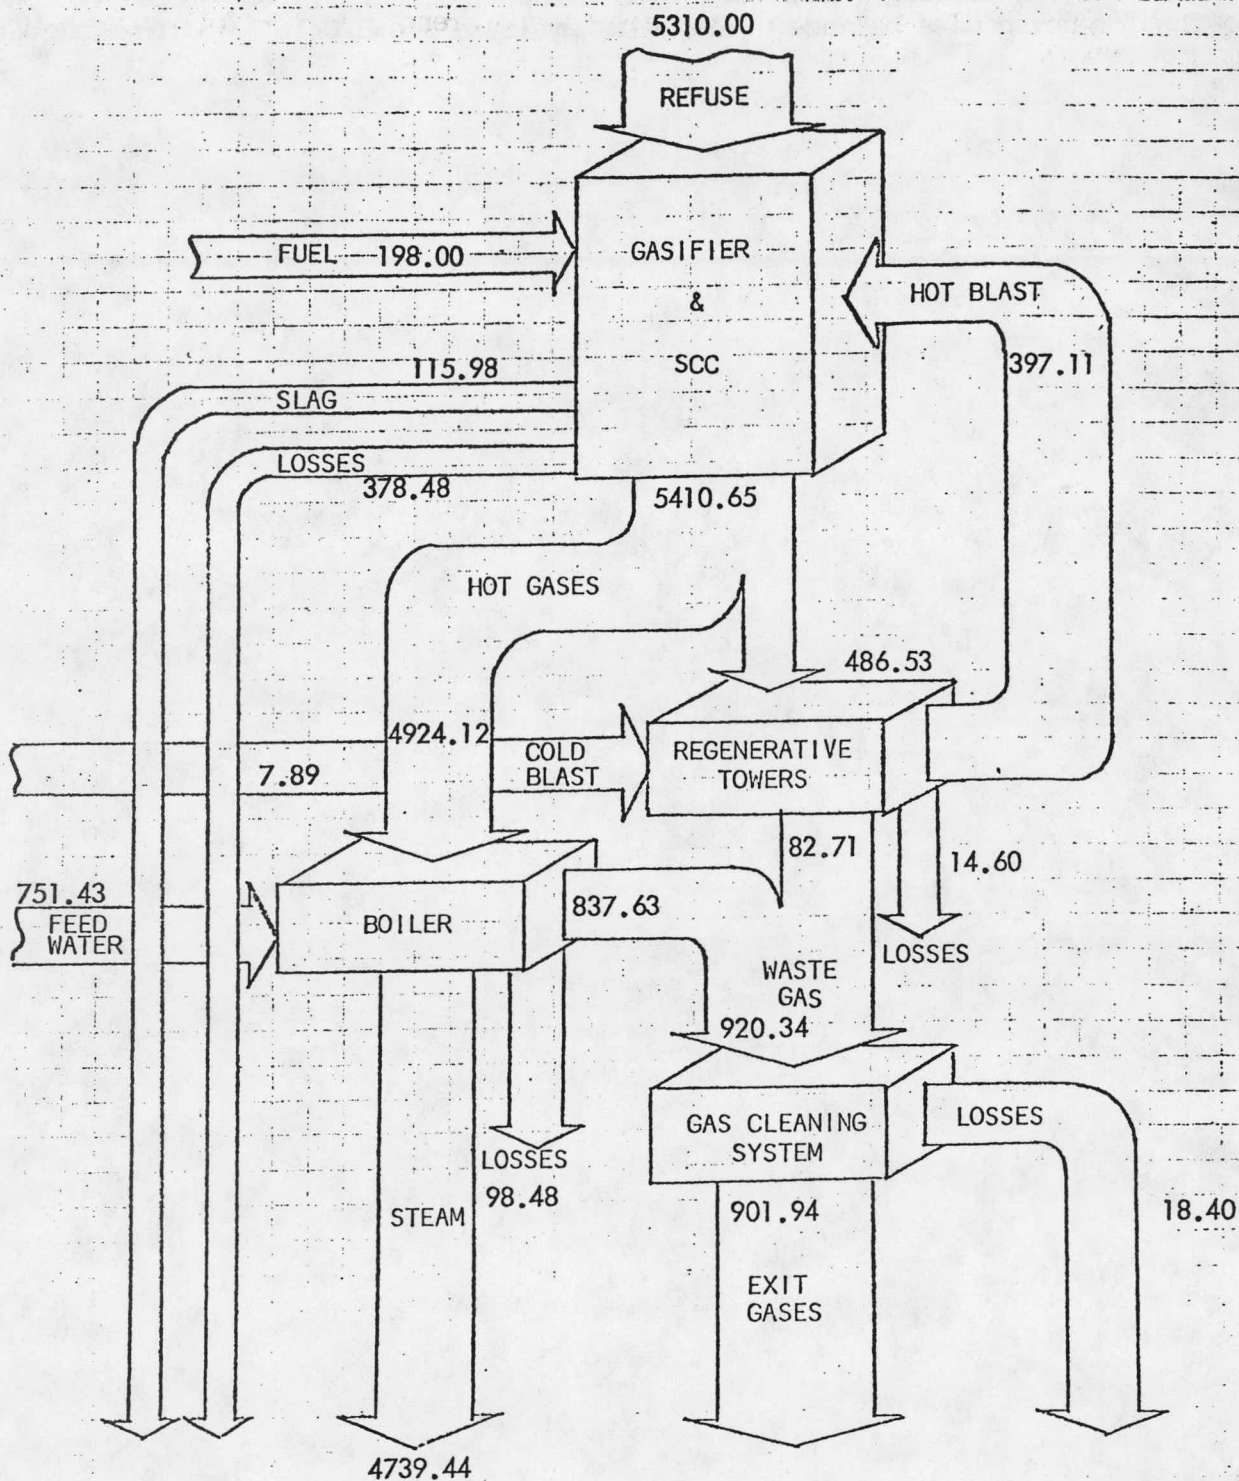 5310.00
REFUSE
FUEL 198.00
GASIFIER
&
SCC
HOT BLAST
397.11
115.98
SLAG
LOSSES
378.48
5410.65
HOT GASES
486.53
4924.12
COLD
BLAST
7.89
REGENERATIVE
TOWERS
82.71
14.60
LOSSES
751.43
FEED
WATER
BOILER
837.63
WASTE
GAS
920.34
GAS CLEANING
SYSTEM
LOSSES
LOSSES
98.48
STEAM
901.94
18.40
EXIT
GASES
4739.44